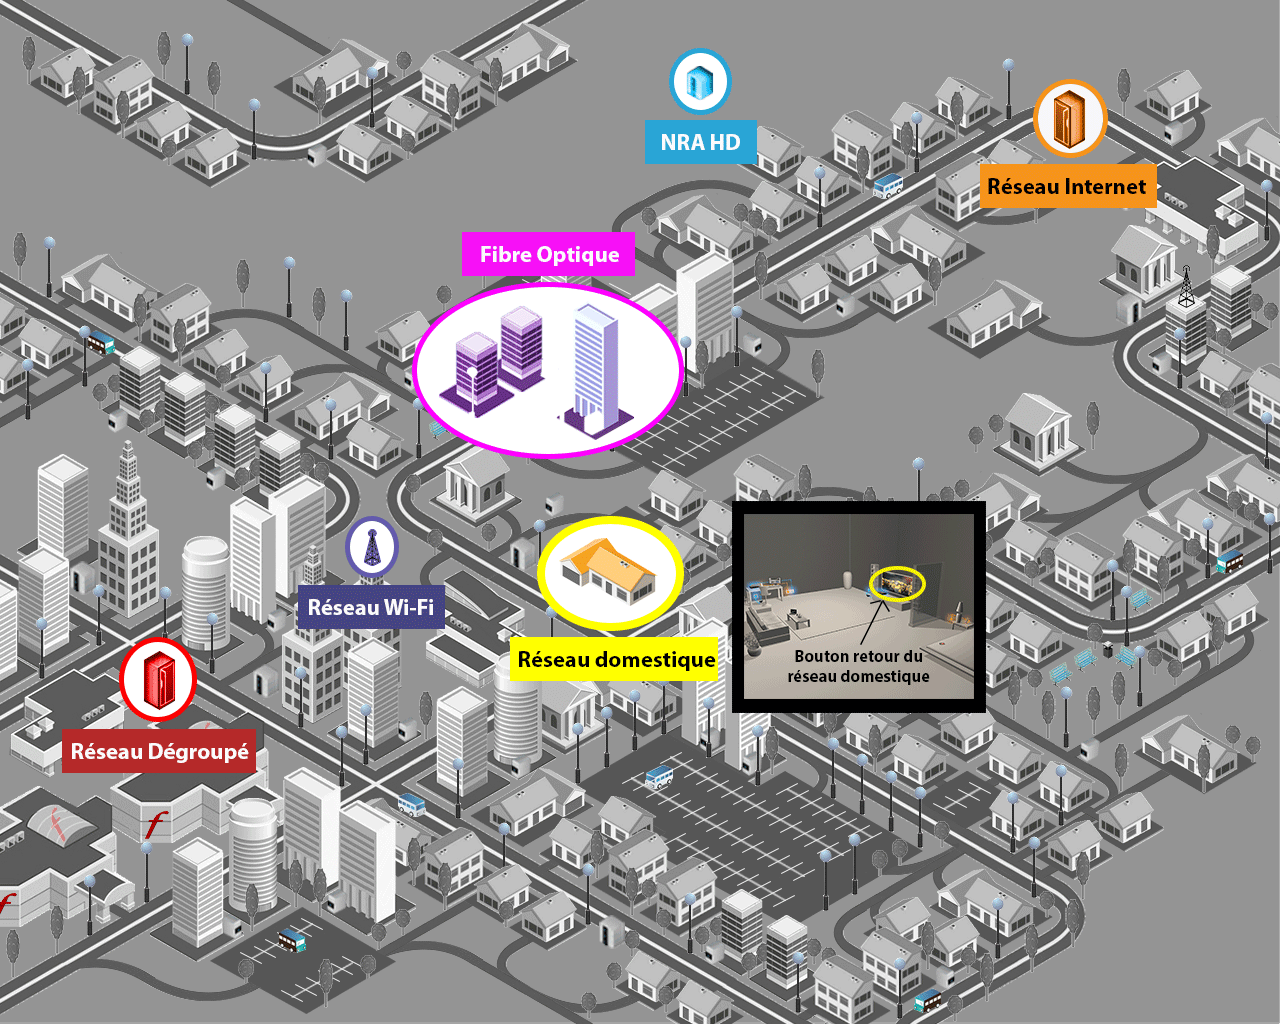 NRA HD
Réseau Internet
Fibre Optique
Réseau Wi-Fi
Réseau domestique
Bouton retour du
réseau domestique
Réseau Dégroupé
f
f
f